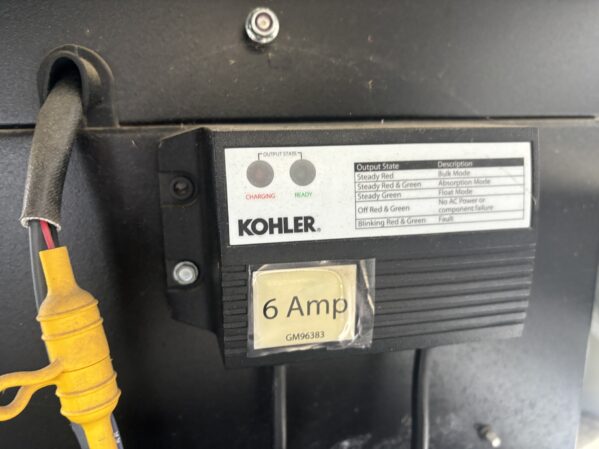 OUTPUT STATE
CHARGING
READY
KOHLER®
Output State Description
Steady Red Bulk Mode
Steady Red & Green Absorption Mode
Steady Green Float Mode
Off Red & Green No AC Power or
component failure
Blinking Red & Green Fault
6 Amp
GM96383